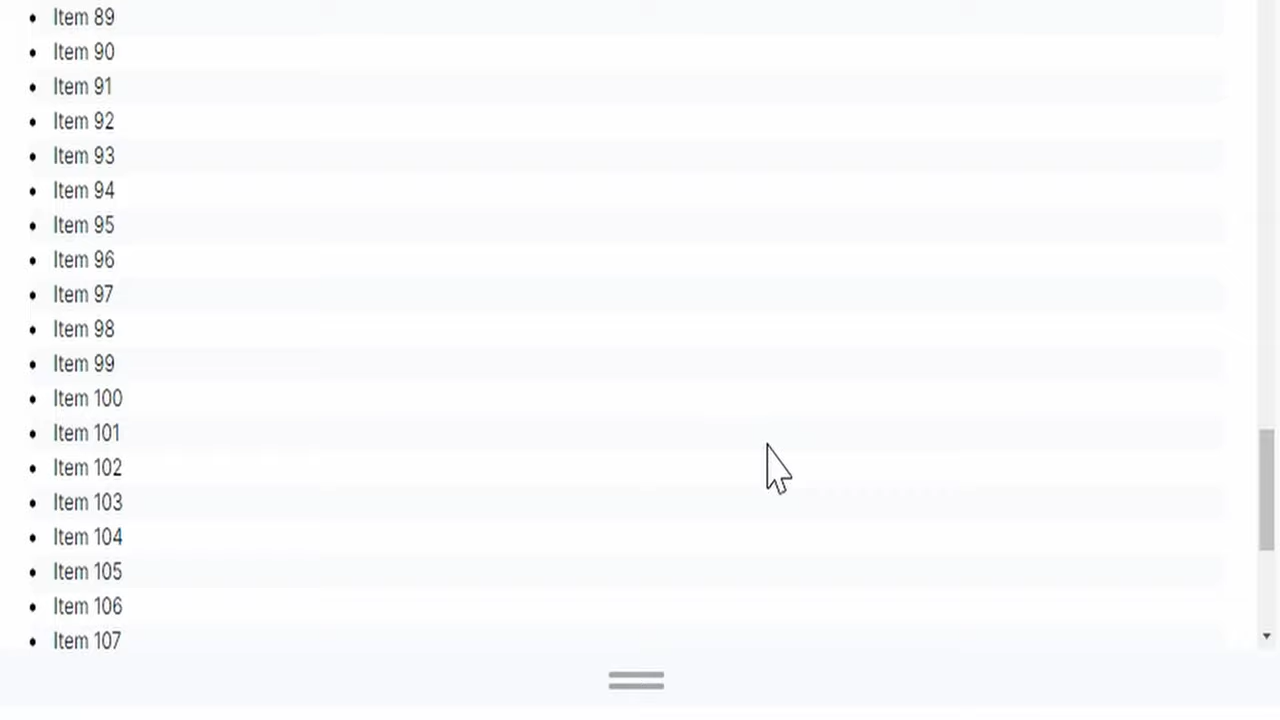 Item 89
Item 90
Item 91
Item 92
Item 93
Item 94
Item 95
Item 96
Item 97
Item 98
Item 99
Item 100
Item 101
Item 102
Item 103
Item 104
Item 105
Item 106
Item 107